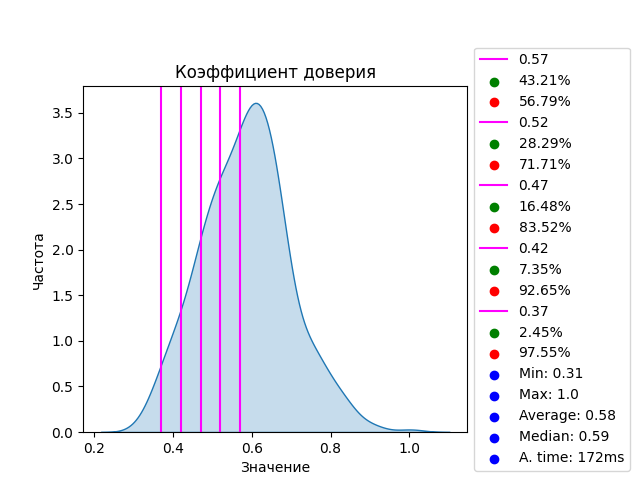 Коэффициент доверия
Частота
3.5
3.0
2.5
2.0
1.5
1.0
0.5
0.0
0.2 0.4 0.6 0.8 1.0
Значение
0.57
43.21%
56.79%
0.52
28.29%
71.71%
0.47
16.48%
83.52%
0.42
7.35%
92.65%
0.37
2.45%
97.55%
Min: 0.31
Max: 1.0
Average: 0.58
Median: 0.59
A. time: 172ms